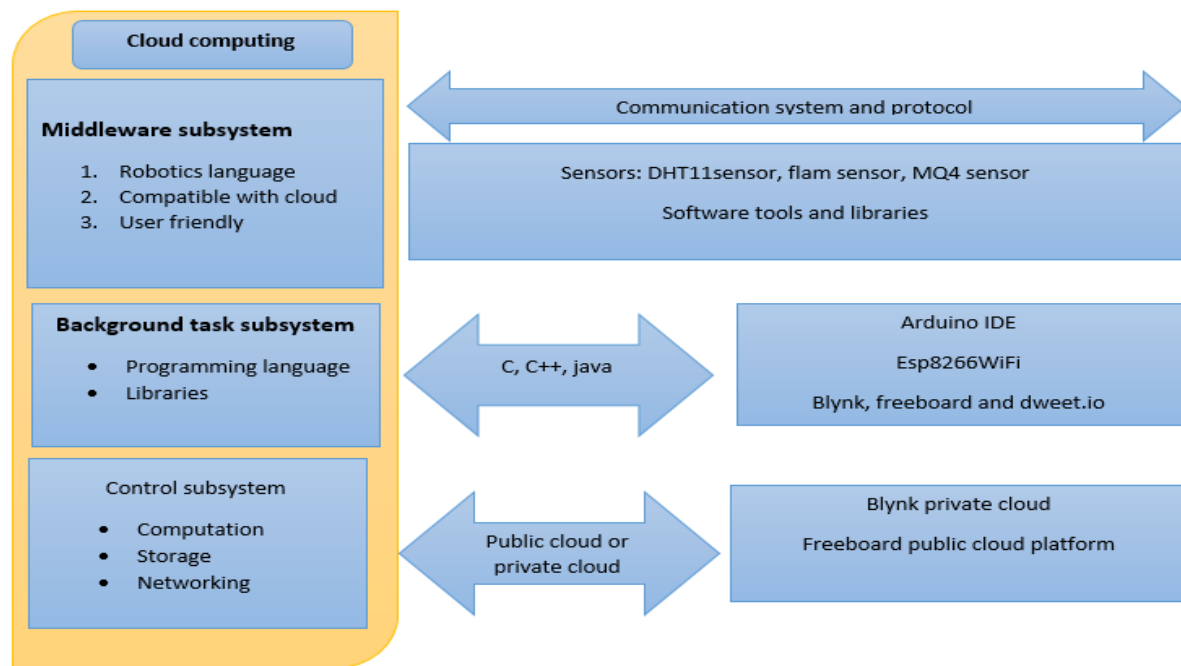 Cloud computing
Middleware subsystem
1. Robotics language
2. Compatible with cloud
3. User friendly
Communication system and protocol
Sensors: DHT11sensor, flam sensor, MQ4 sensor
Software tools and libraries
Background task subsystem
• Programming language
• Libraries
C, C++, java
Arduino IDE
Esp8266WiFi
Blynk, freeboard and dweet.io
Control subsystem
• Computation
• Storage
• Networking
Public cloud or
private cloud
Blynk private cloud
Freeboard public cloud platform